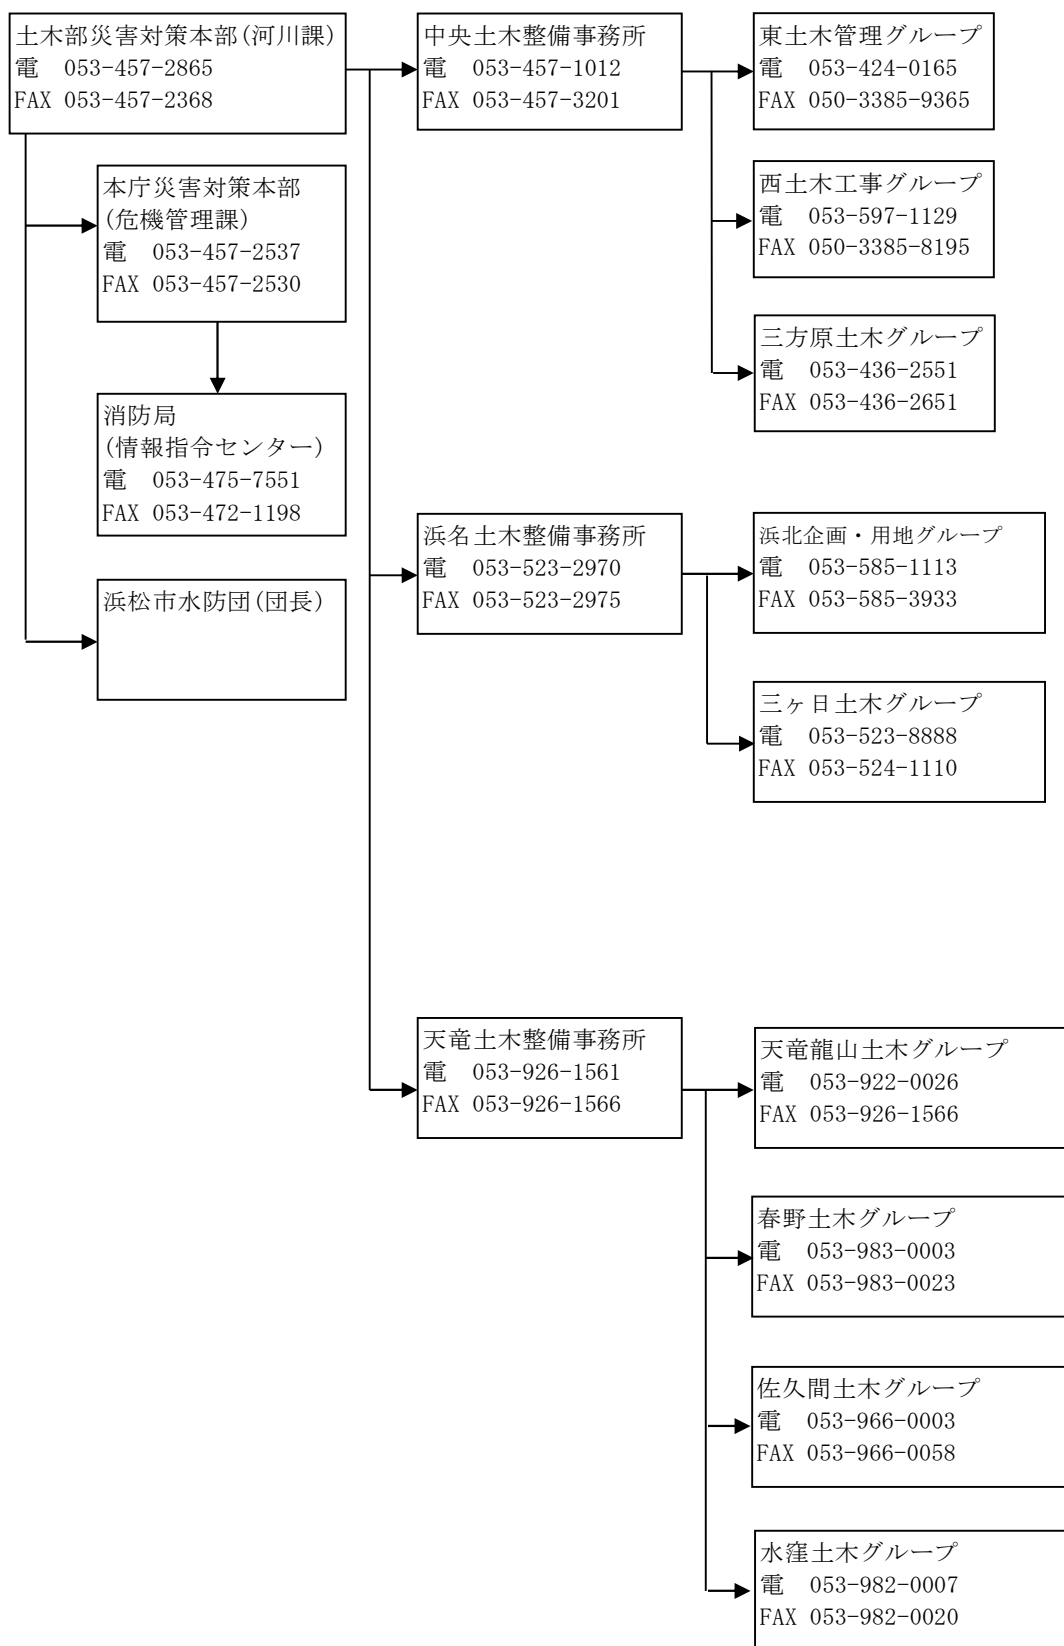 土木部災害対策本部(河川課)
電　053-457-2865
FAX 053-457-2368
本庁災害対策本部
(危機管理課)
電　053-457-2537
FAX 053-457-2530
消防局
(情報指令センター)
電　053-475-7551
FAX 053-472-1198
浜松市水防団(団長)
中央土木整備事務所
電　053-457-1012
FAX 053-457-3201
東土木管理グループ
電　053-424-0165
FAX 050-3385-9365
西土木工事グループ
電　053-597-1129
FAX 050-3385-8195
三方原土木グループ
電　053-436-2551
FAX 053-436-2651
浜名土木整備事務所
電　053-523-2970
FAX 053-523-2975
浜北企画・用地グループ
電　053-585-1113
FAX 053-585-3933
三ヶ日土木グループ
電　053-523-8888
FAX 053-524-1110
天竜土木整備事務所
電　053-926-1561
FAX 053-926-1566
天竜龍山土木グループ
電　053-922-0026
FAX 053-926-1566
春野土木グループ
電　053-983-0003
FAX 053-983-0023
佐久間土木グループ
電　053-966-0003
FAX 053-966-0058
水窪土木グループ
電　053-982-0007
FAX 053-982-0020